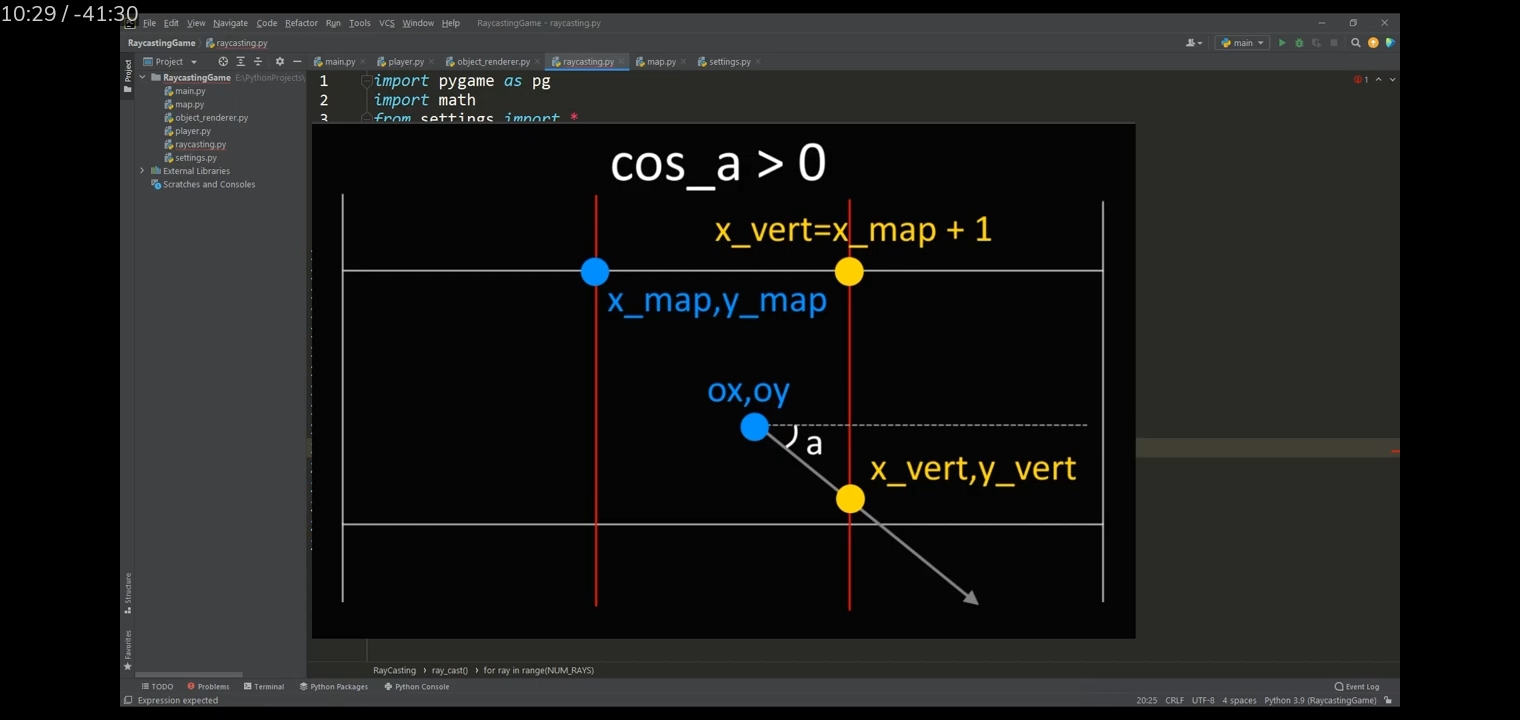 10:29 / -41:30
File Edit View Navigate Code Refactor Run Tools VCS Window Help RaycastingGame - raycasting.py
RaycastingGame raycasting.py main
Project main.py player.py object_renderer.py raycasting.py map.py settings.py
Project
RaycastingGame E:\PythonProjects\
main.py
map.py
object_renderer.py
player.py
raycasting.py
settings.py
External Libraries
Scratches and Consoles
1 import pygame as pg
2 import math
3 from settings import *
1
cos_a > 0
x_vert=x_map + 1
x_map,y_map
ox,oy
a
x_vert,y_vert
Structure
Favorites
RayCasting ray_cast() for ray in range(NUM_RAYS)
TODO Problems Terminal Python Packages Python Console Event Log
Expression expected 20:25 CRLF UTF-8 4 spaces Python 3.9 (RaycastingGame)